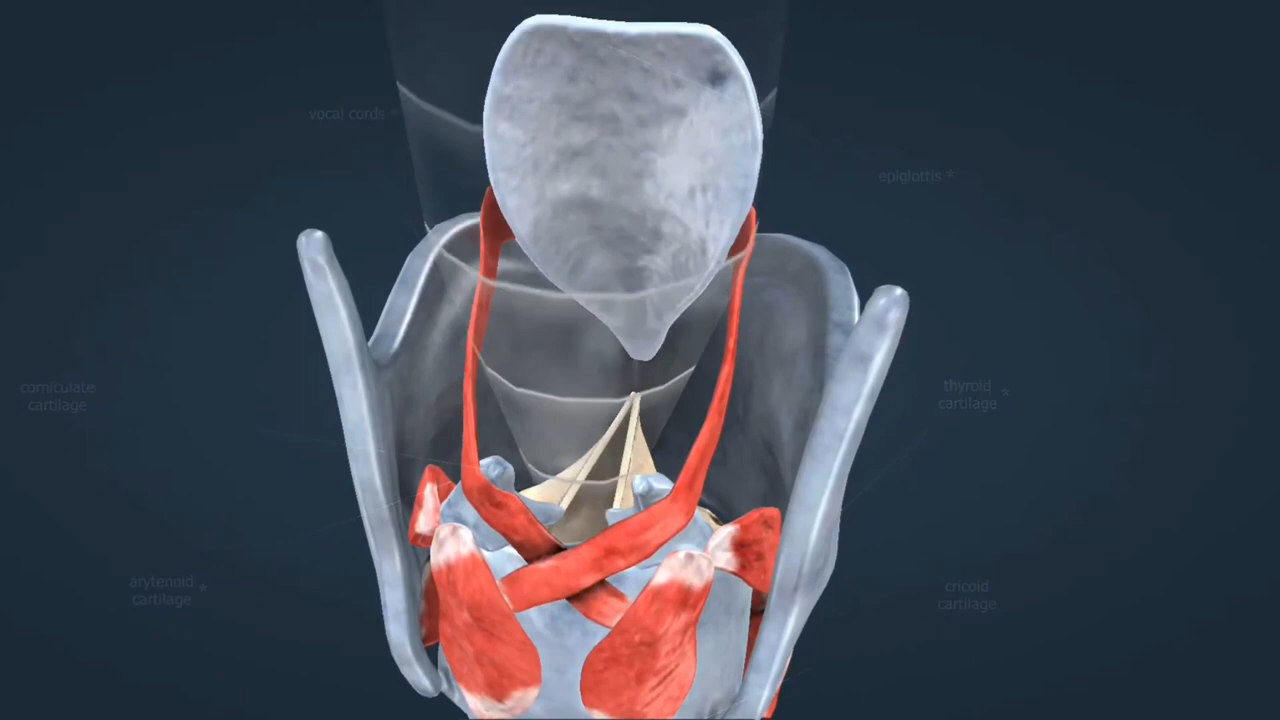 vocal cords
epiglottis *
corniculate
cartilage
thyroid
cartilage *
arytenoid
cartilage *
cricoid
cartilage